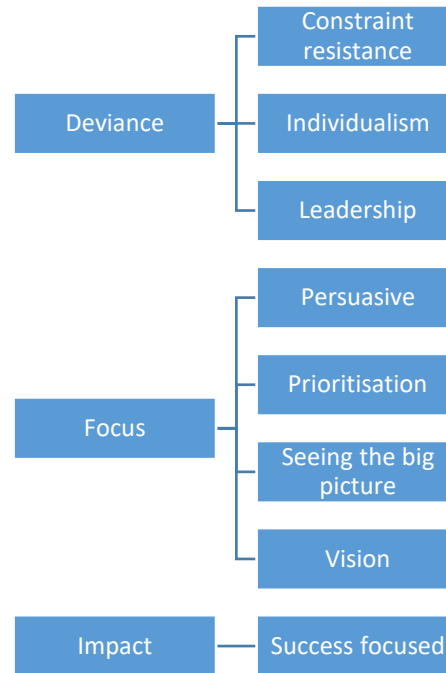 Deviance
Constraint
resistance
Individualism
Leadership
Focus
Persuasive
Prioritisation
Seeing the big
picture
Vision
Impact
Success focused